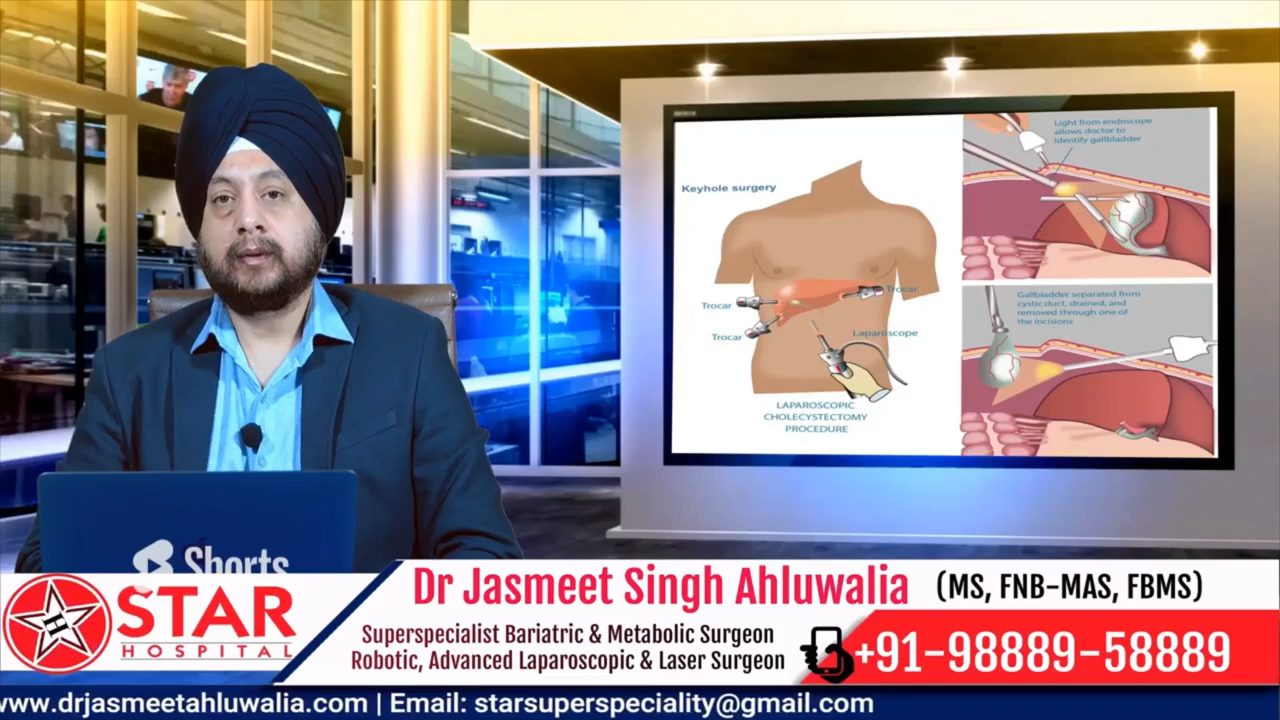 Keyhole surgery
Trocar
Trocar
Trocar
Laparoscope
LAPAROSCOPIC
CHOLECYSTECTOMY
PROCEDURE
Light from endoscope
allows doctor to
identify gallbladder
Gallbladder separated from
cystic duct, drained, and
removed through one of
the incisions
Shorts
STAR
HOSPITAL
H
Dr Jasmeet Singh Ahluwalia (MS, FNB-MAS, FBMS)
Superspecialist Bariatric & Metabolic Surgeon
Robotic, Advanced Laparoscopic & Laser Surgeon
+91-98889-58889
www.drjasmeetahluwalia.com | Email: starsuperspeciality@gmail.com